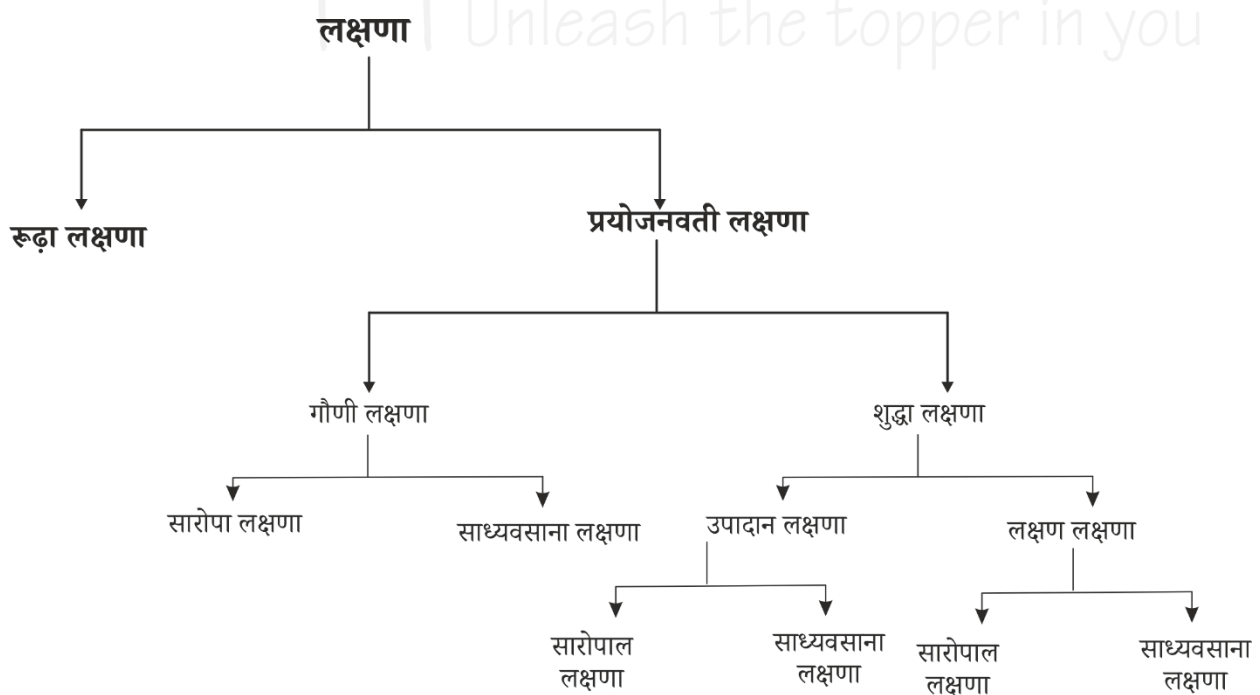 Unleash the topper in you
लक्षणा
रूढ़ा लक्षणा
प्रयोजनवती लक्षणा
गौणी लक्षणा
शुद्धा लक्षणा
सारोपा लक्षणा
साध्यवसाना लक्षणा
उपादान लक्षणा
लक्षण लक्षणा
सारोपाल
लक्षणा
साध्यवसाना
लक्षणा
सारोपाल
लक्षणा
साध्यवसाना
लक्षणा